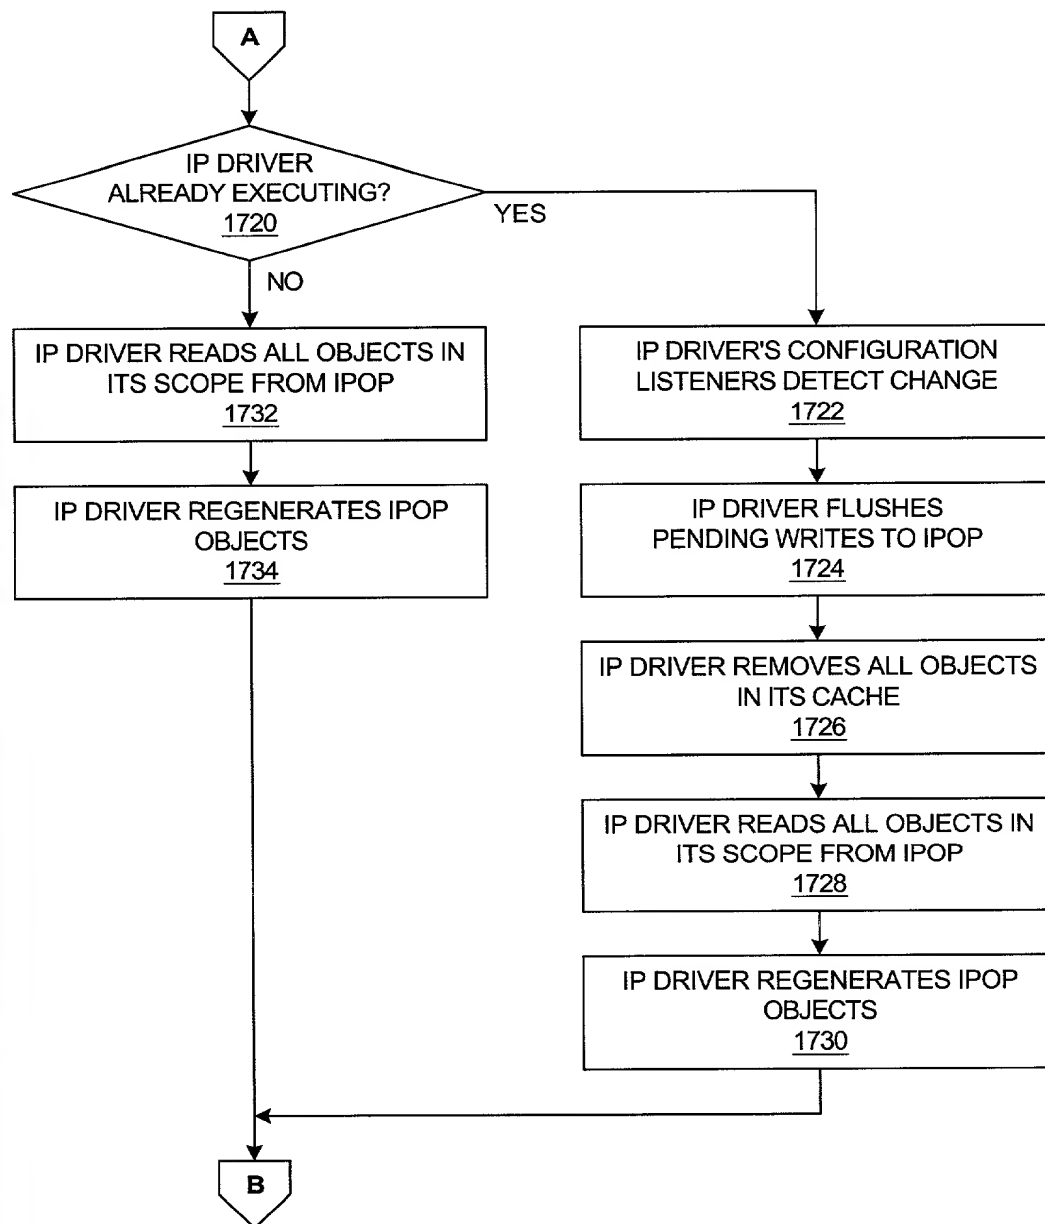 A
IP DRIVER
ALREADY EXECUTING?
1720
YES
NO
IP DRIVER READS ALL OBJECTS IN
ITS SCOPE FROM IPOP
1732
IP DRIVER REGENERATES IPOP
OBJECTS
1734
IP DRIVER'S CONFIGURATION
LISTENERS DETECT CHANGE
1722
IP DRIVER FLUSHES
PENDING WRITES TO IPOP
1724
IP DRIVER REMOVES ALL OBJECTS
IN ITS CACHE
1726
IP DRIVER READS ALL OBJECTS IN
ITS SCOPE FROM IPOP
1728
IP DRIVER REGENERATES IPOP
OBJECTS
1730
B